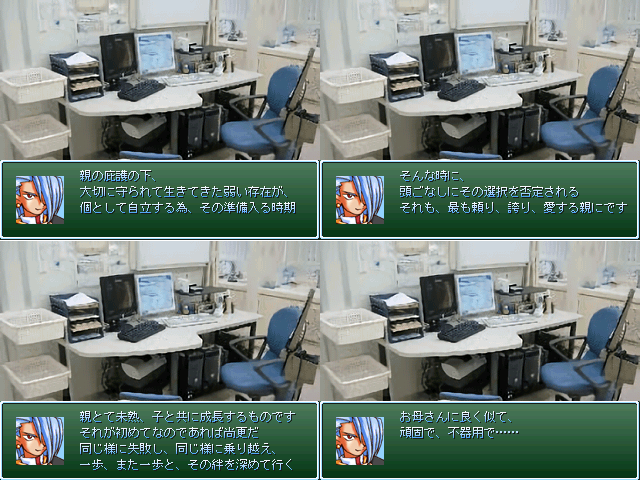 親の庇護の下、
大切に守られて生きてきた弱い存在が、
個として自立する為、その準備入る時期
そんな時に、
頭ごなしにその選択を否定される
それも、最も頼り、誇り、愛する親にです
親とて未熟、子と共に成長するものです
それが初めてなのであれば尚更だ
同じ様に失敗し、同じ様に乗り越え、
一歩、また一歩と、その絆を深めて行く
お母さんに良く似て、
頑固で、不器用で……